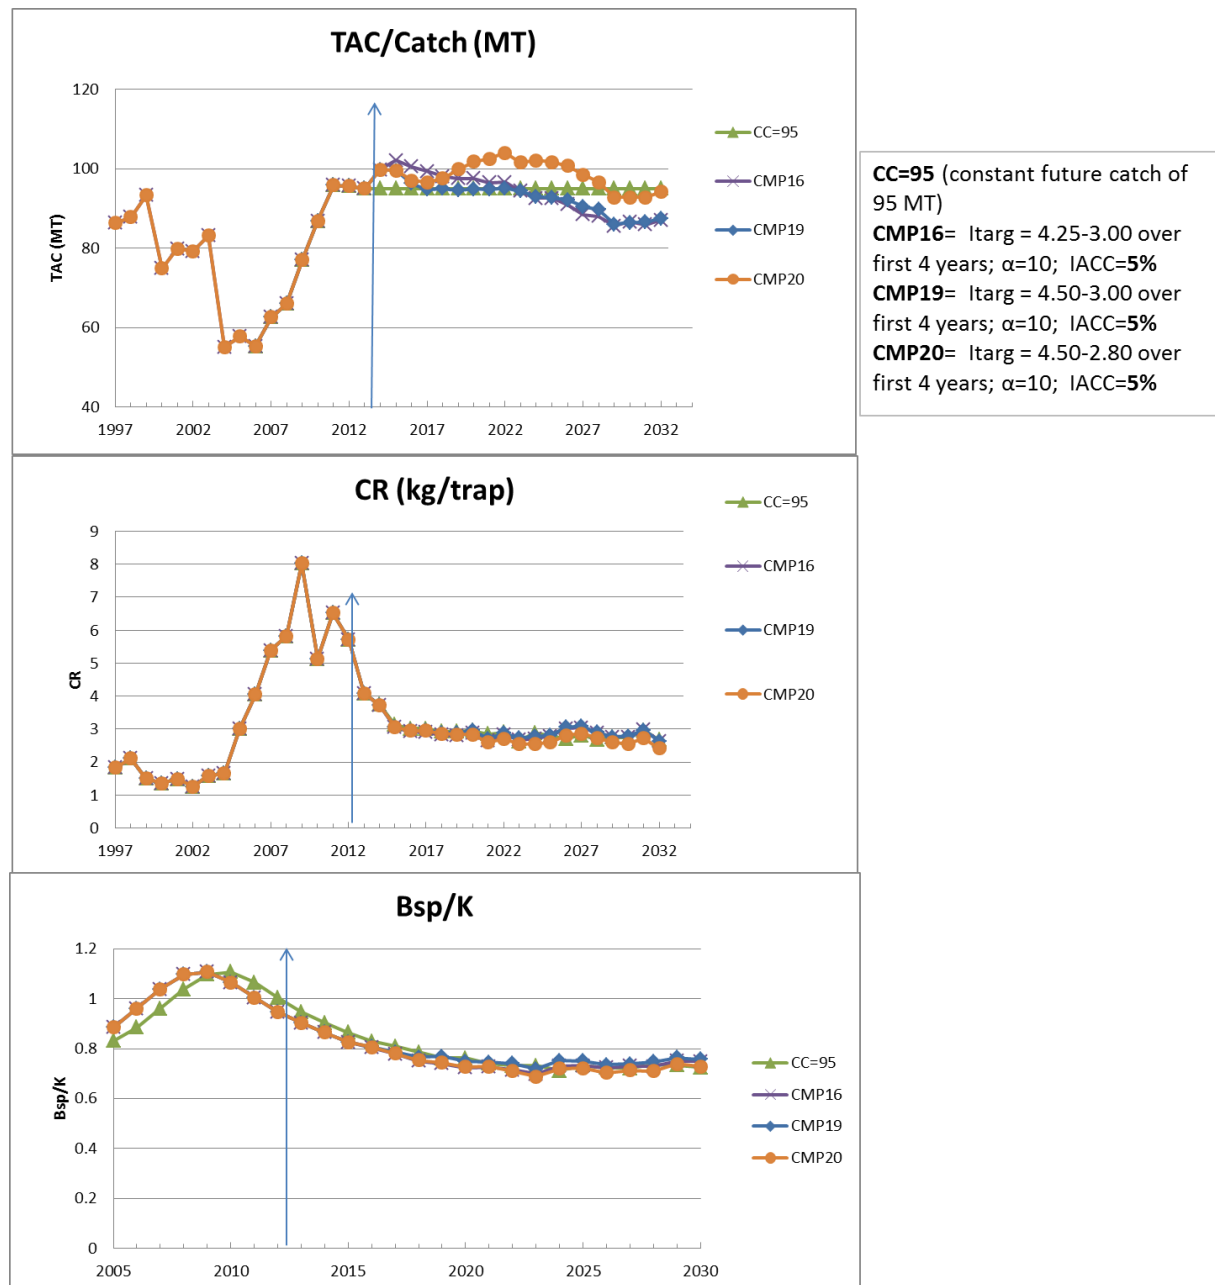 TAC/Catch (MT)
120
100
80
60
40
TAC (MT)
1997
2002
2007
2012
2017
2022
2027
2032
CC=95
CMP16
CMP19
CMP20
CC=95 (constant future catch of
95 MT)
CMP16= Itarg = 4.25-3.00 over
first 4 years; α=10; IACC=5%
CMP19= Itarg = 4.50-3.00 over
first 4 years; α=10; IACC=5%
CMP20= Itarg = 4.50-2.80 over
first 4 years; α=10; IACC=5%
CR (kg/trap)
9
8
7
6
5
4
3
2
1
0
CR
1997
2002
2007
2012
2017
2022
2027
2032
CC=95
CMP16
CMP19
CMP20
Bsp/K
1.2
1
0.8
0.6
0.4
0.2
0
Bsp/K
2005
2010
2015
2020
2025
2030
CC=95
CMP16
CMP19
CMP20